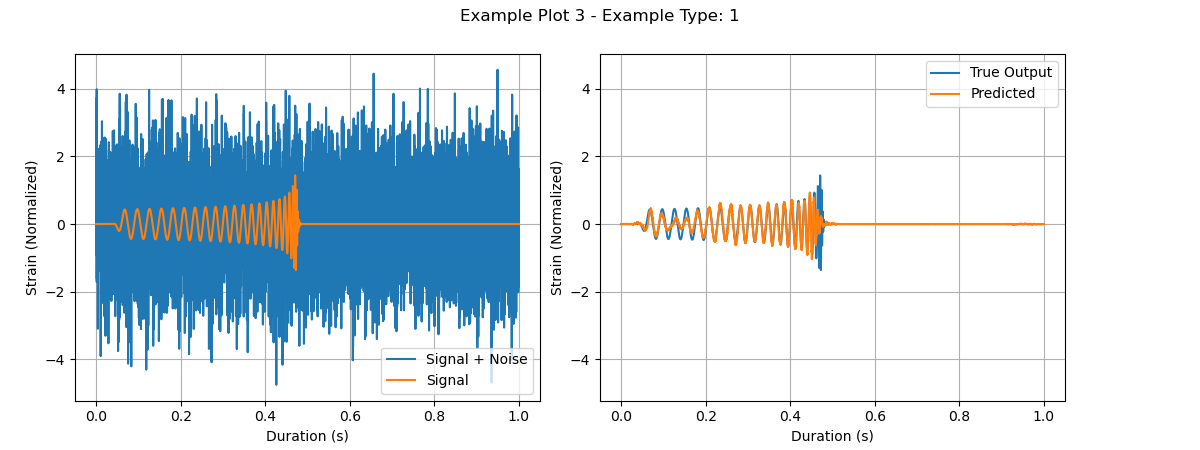 Example Plot 3 - Example Type: 1
Strain (Normalized)
4
2
0
−2
−4
Signal + Noise
Signal
0.0 0.2 0.4 0.6 0.8 1.0
Duration (s)
Strain (Normalized)
4
2
0
−2
−4
True Output
Predicted
0.0 0.2 0.4 0.6 0.8 1.0
Duration (s)